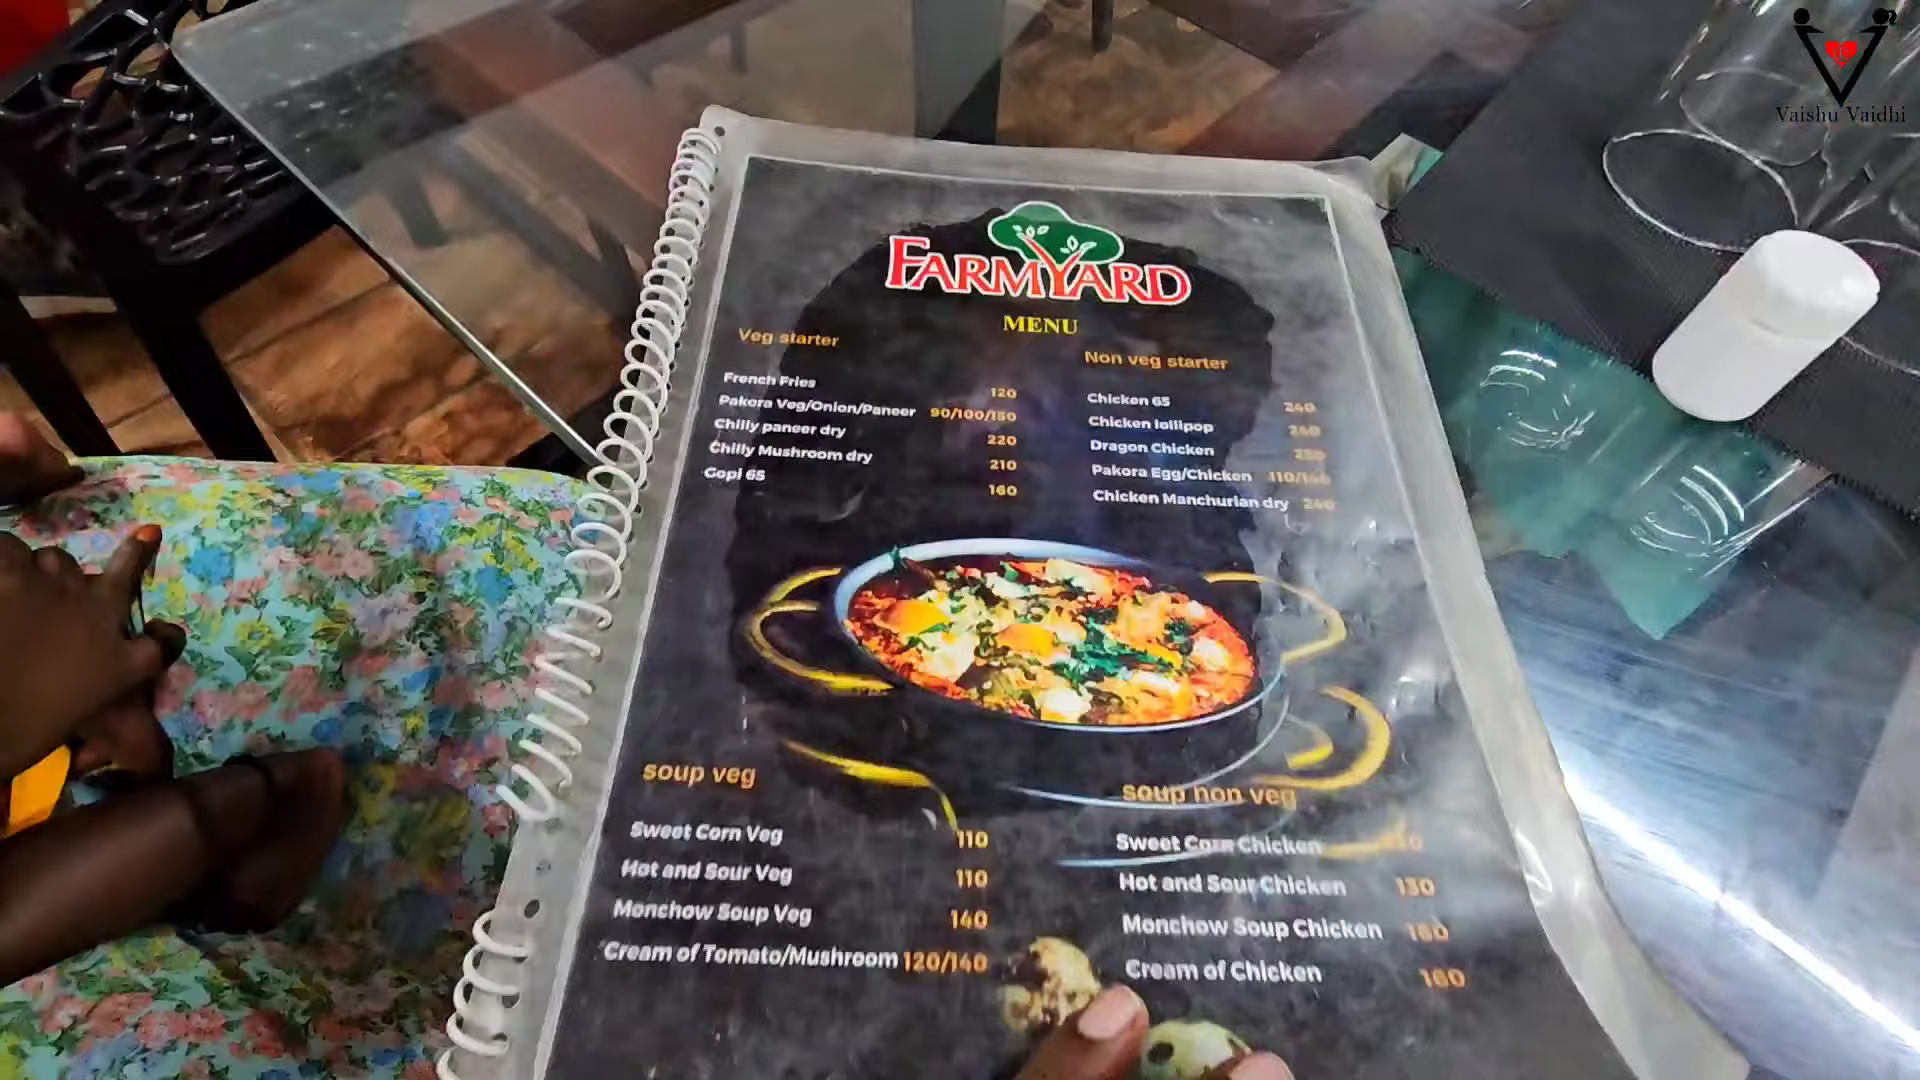 Vaishu Vaidhi
FARMYARD
MENU
Veg starter
French Fries 120
Pakora Veg/Onion/Paneer 90/100/150
Chilly paneer dry 220
Chilly Mushroom dry 210
Gopi 65 160
Non veg starter
Chicken 65 240
Chicken lollipop
Dragon Chicken
Pakora Egg/Chicken
Chicken Manchurian dry 240
soup veg
Sweet Corn Veg 110
Hot and Sour Veg 110
Monchow Soup Veg 140
Cream of Tomato/Mushroom 120/140
soup non veg
Sweet Corn Chicken
Hot and Sour Chicken 130
Monchow Soup Chicken
Cream of Chicken 160